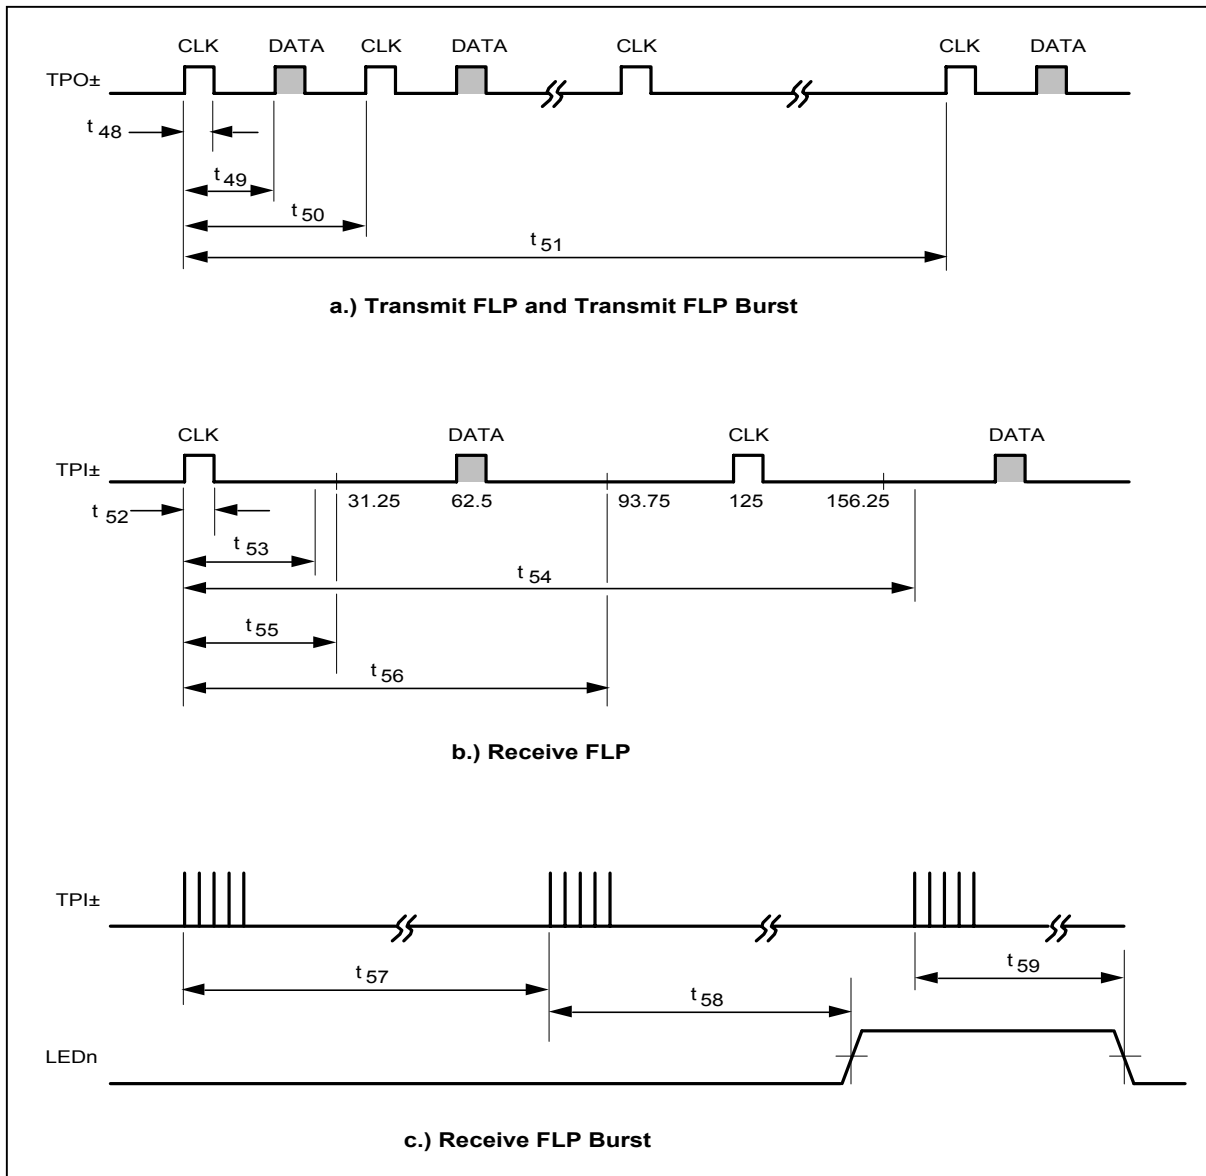 CLK DATA CLK DATA CLK CLK DATA
TPO±
t 48
t 49
t 50
t 51
a.) Transmit FLP and Transmit FLP Burst
CLK DATA CLK DATA
TPI±
31.25 62.5 93.75 125 156.25
t 52
t 53
t 54
t 55
t 56
b.) Receive FLP
TPI±
t 59
t 57
t 58
LEDn
c.) Receive FLP Burst